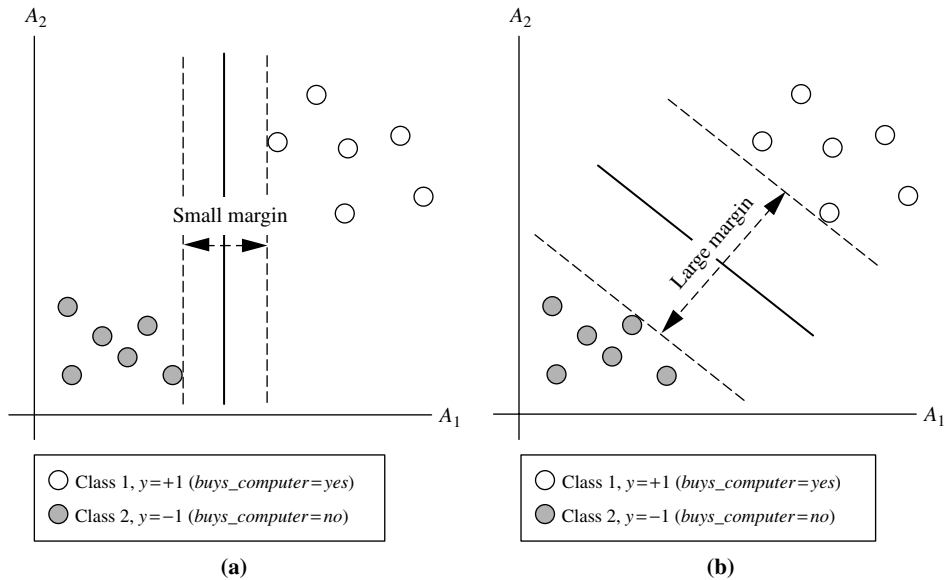 A2
Small margin
A1
Class 1, y=+1 (buys_computer=yes)
Class 2, y=−1 (buys_computer=no)
(a)
A2
Large margin
A1
Class 1, y=+1 (buys_computer=yes)
Class 2, y=−1 (buys_computer=no)
(b)